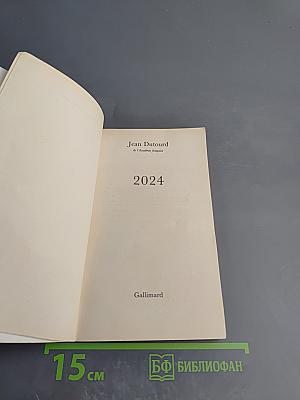 Jean Dutourd
de l'Académie française
2024
Gallimard
15 см
БФ БИБЛИОФАН